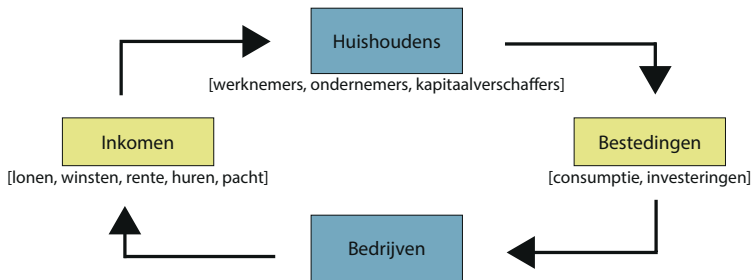 Huishoudens
[werknemers, ondernemers, kapitaalverschaffers]
Inkomen
[lonen, winsten, rente, huren, pacht]
Bestedingen
[consumptie, investeringen]
Bedrijven